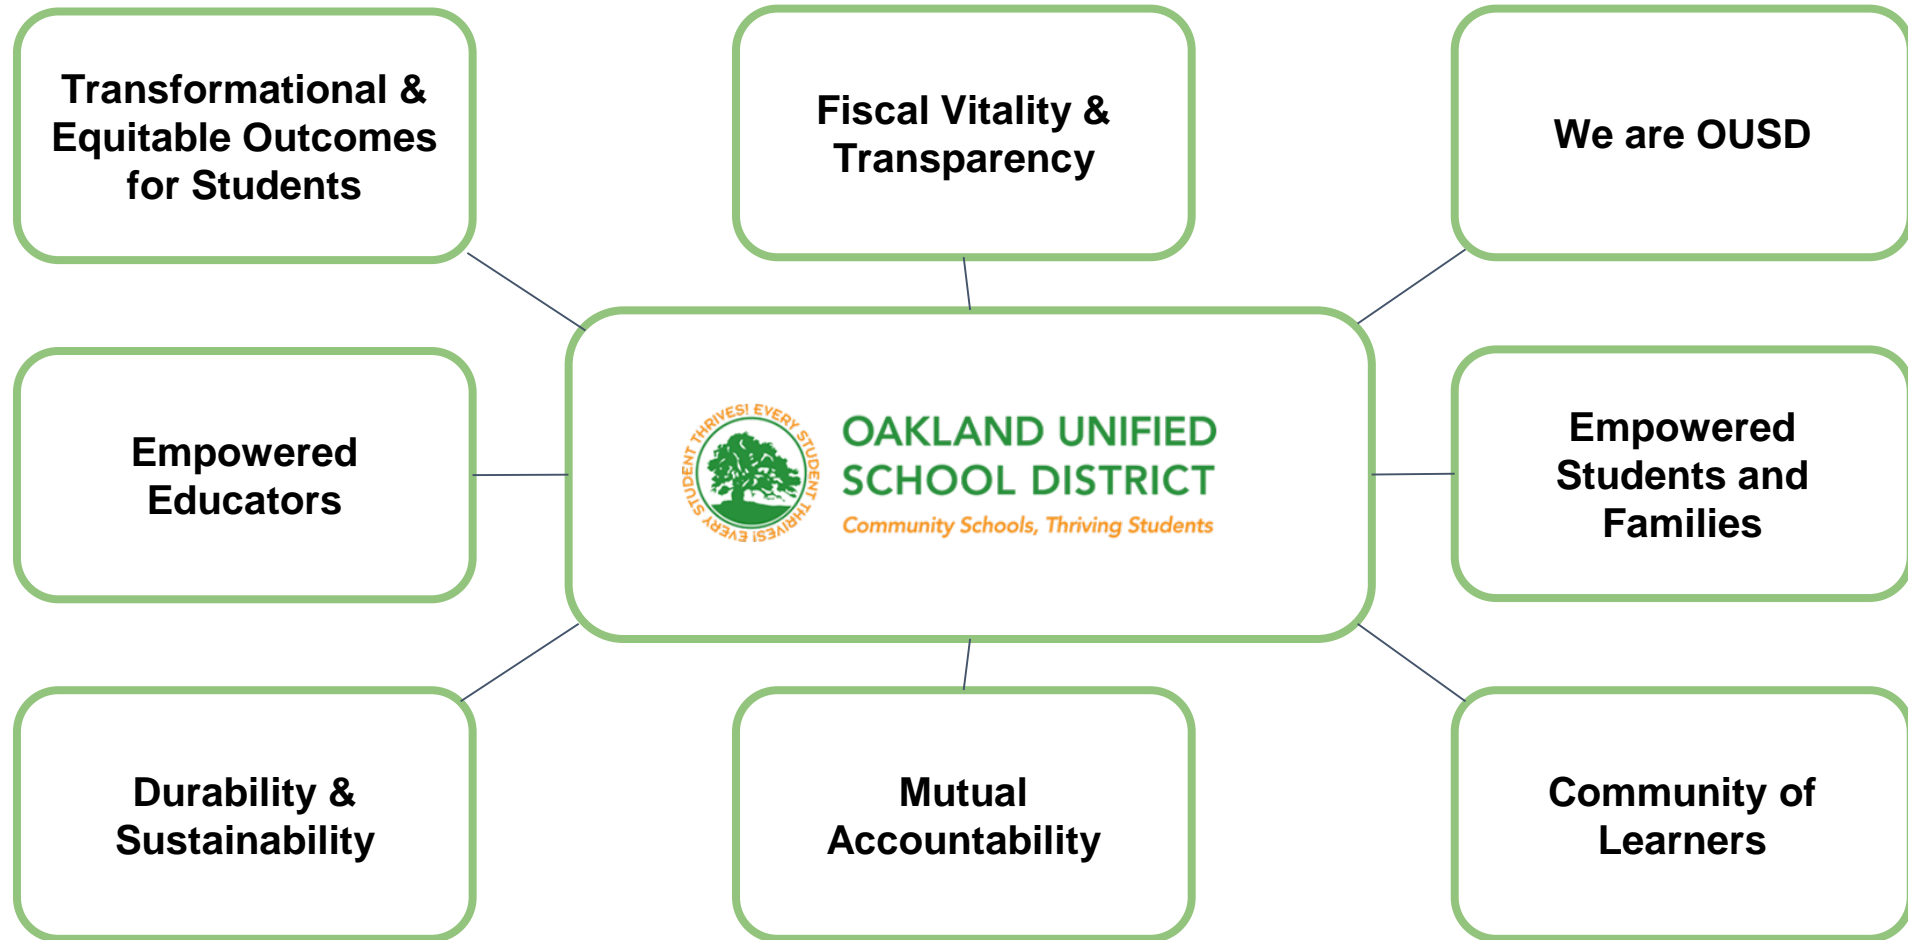 Transformational &
Equitable Outcomes
for Students
Fiscal Vitality &
Transparency
We are OUSD
Empowered
Educators
EVERY STUDENT THRIVES! EVERY STUDENT THRIVES!
OAKLAND UNIFIED
SCHOOL DISTRICT
Community Schools, Thriving Students
Empowered
Students and
Families
Durability &
Sustainability
Mutual
Accountability
Community of
Learners